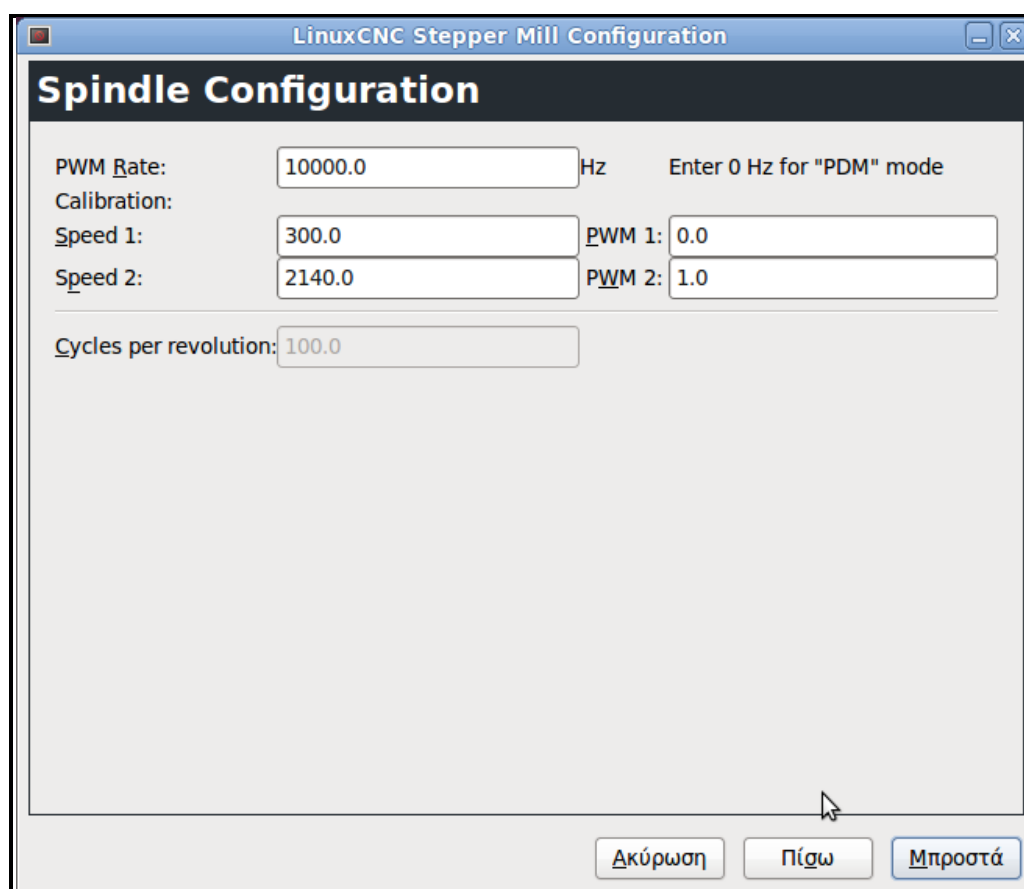 LinuxCNC Stepper Mill Configuration
Spindle Configuration
PWM Rate: 10000.0 Hz Enter 0 Hz for "PDM" mode
Calibration:
Speed 1: 300.0 PWM 1: 0.0
Speed 2: 2140.0 PWM 2: 1.0
Cycles per revolution: 100.0
Ακύρωση Πίσω Μπροστά